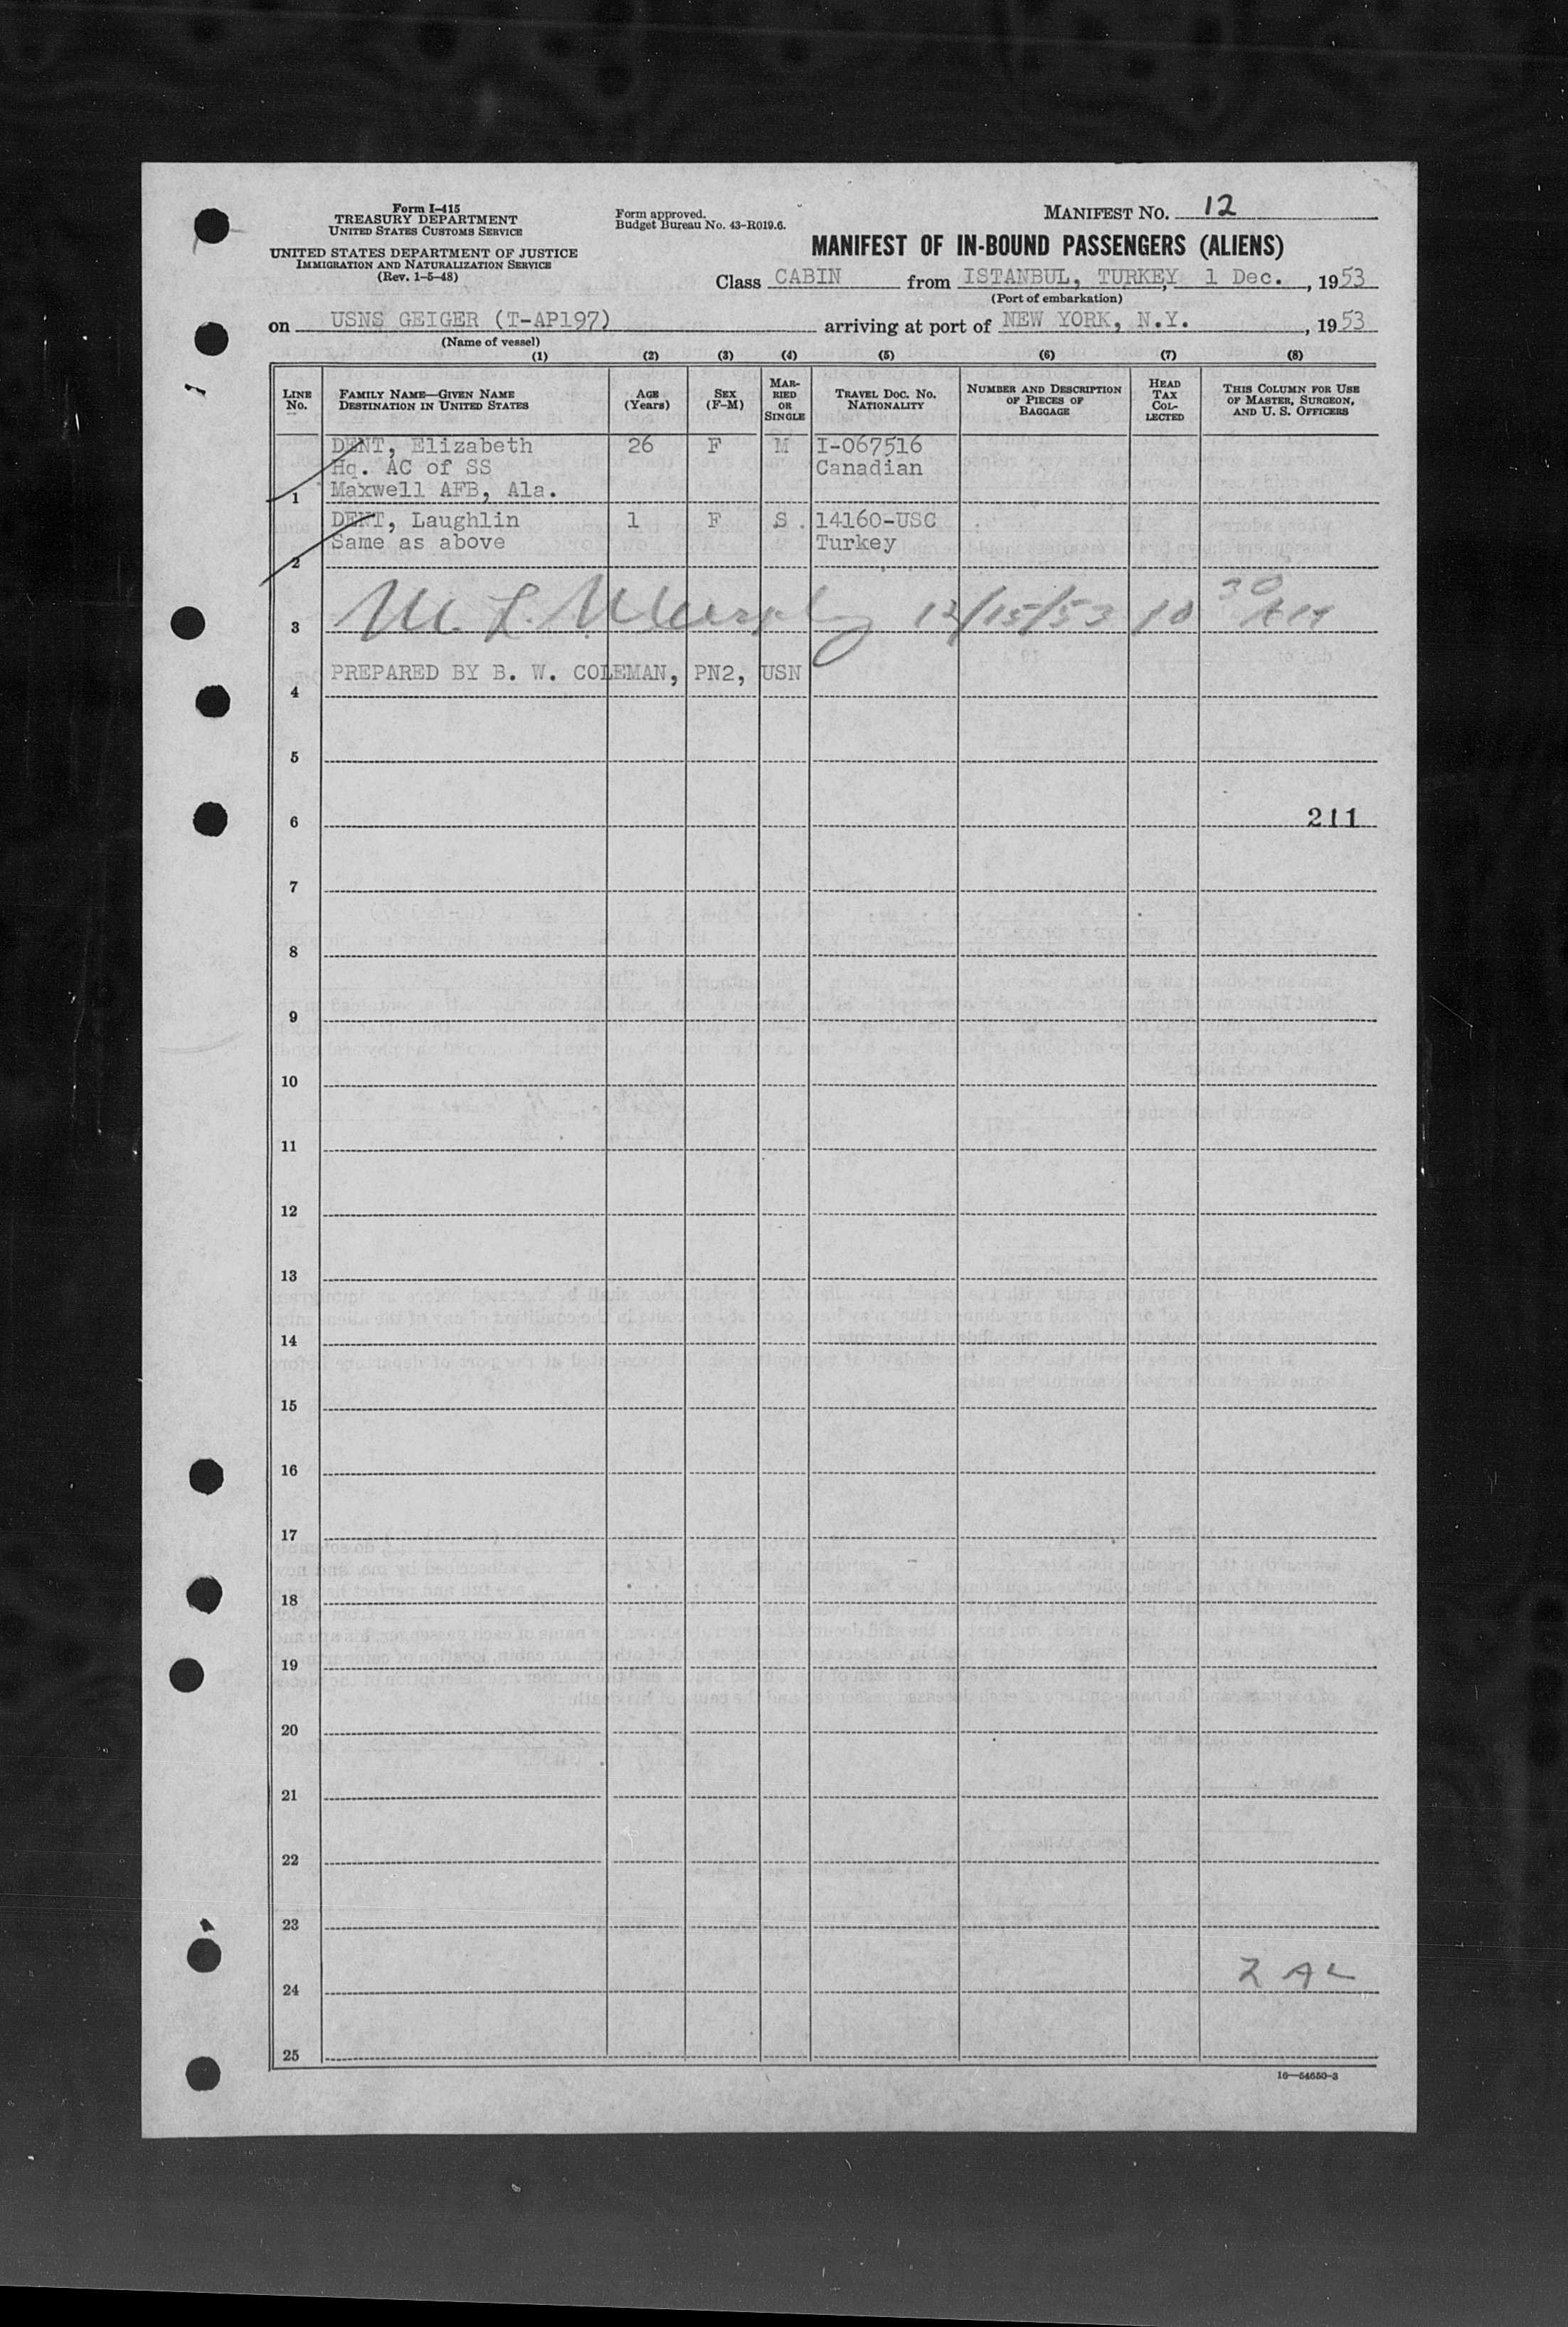 Form I-415
TREASURY DEPARTMENT
UNITED STATES CUSTOMS SERVICE
UNITED STATES DEPARTMENT OF JUSTICE
IMMIGRATION AND NATURALIZATION SERVICE
(Rev. 1-5-48)
Form approved.
Budget Bureau No. 43-R019.6.
MANIFEST NO. 12
MANIFEST OF IN-BOUND PASSENGERS (ALIENS)
Class CABIN from ISTANBUL, TURKEY, 1 Dec. , 1953
(Port of embarkation)
on USNS GEIGER (T-AP197) arriving at port of NEW YORK, N.Y. , 1953
(Name of vessel)
(1) (2) (3) (4) (5) (6) (7) (8)
LINE No. FAMILY NAME—GIVEN NAME DESTINATION IN UNITED STATES AGE (Years) SEX (F-M) MARRIED OR SINGLE TRAVEL DOC. NO. NATIONALITY NUMBER AND DESCRIPTION OF PIECES OF BAGGAGE HEAD TAX COLLECTED THIS COLUMN FOR USE OF MASTER, SURGEON, AND U. S. OFFICERS
DENT, Elizabeth 26 F M I-067516
Hq. AC of SS Canadian
1 Maxwell AFB, Ala.
DENT, Laughlin 1 F S 14160-USC
Same as above Turkey
2
3 M. L. Murphy 12/15/53 10 30 AM
PREPARED BY B. W. COLEMAN, PN2, USN
4
5
6 211
7
8
9
10
11
12
13
14
15
16
17
18
19
20
21
22
23
24 2 AL
25
16—54650-3